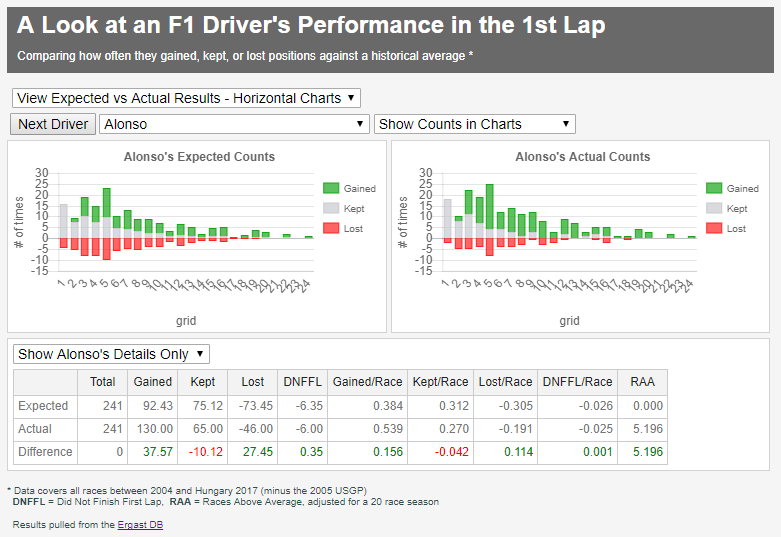 A Look at an F1 Driver's Performance in the 1st Lap
Comparing how often they gained, kept, or lost positions against a historical average *
View Expected vs Actual Results - Horizontal Charts ▼
Next Driver Alonso ▼ Show Counts in Charts ▼
Alonso's Expected Counts
# of times
30
25
20
15
10
5
0
-5
-10
-15
1 2 3 4 5 6 7 8 9 10 11 12 13 14 15 16 17 18 19 20 21 22 24
grid
Gained
Kept
Lost
Alonso's Actual Counts
# of times
30
25
20
15
10
5
0
-5
-10
-15
1 2 3 4 5 6 7 8 9 10 11 12 13 14 15 16 17 18 19 20 21 22 24
grid
Gained
Kept
Lost
Show Alonso's Details Only ▼
Total Gained Kept Lost DNFFL Gained/Race Kept/Race Lost/Race DNFFL/Race RAA
Expected 241 92.43 75.12 -73.45 -6.35 0.384 0.312 -0.305 -0.026 0.000
Actual 241 130.00 65.00 -46.00 -6.00 0.539 0.270 -0.191 -0.025 5.196
Difference 0 37.57 -10.12 27.45 0.35 0.156 -0.042 0.114 0.001 5.196
* Data covers all races between 2004 and Hungary 2017 (minus the 2005 USGP)
DNFFL = Did Not Finish First Lap, RAA = Races Above Average, adjusted for a 20 race season
Results pulled from the Ergast DB